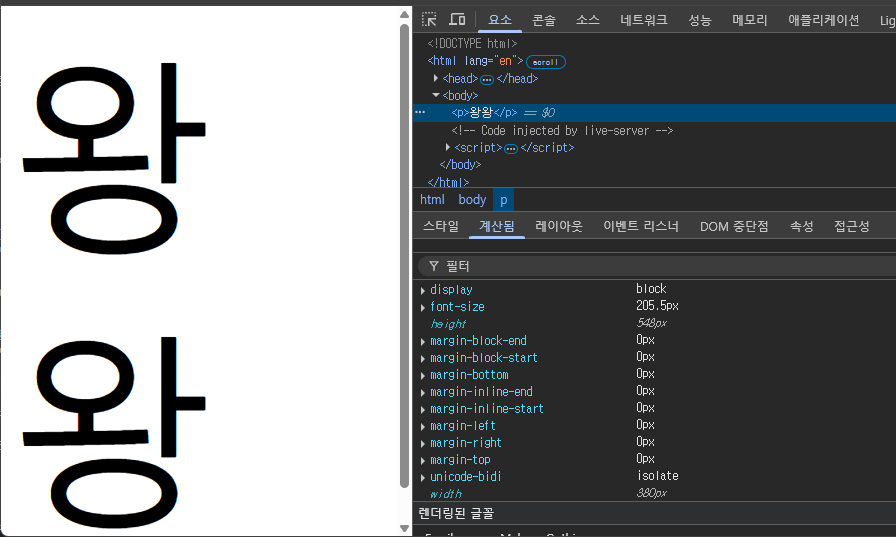 왕
왕
요소 콘솔 소스 네트워크 성능 메모리 애플리케이션 Lig
<!DOCTYPE html>
<html lang="en"> scroll
<head> ⋯ </head>
<body>
⋯ <p>왕왕</p> == $0
<!-- Code injected by live-server -->
<script> ⋯ </script>
</body>
</html>
html body p
스타일 계산됨 레이아웃 이벤트 리스너 DOM 중단점 속성 접근성
필터
display block
font-size 205.5px
height 548px
margin-block-end 0px
margin-block-start 0px
margin-bottom 0px
margin-inline-end 0px
margin-inline-start 0px
margin-left 0px
margin-right 0px
margin-top 0px
unicode-bidi isolate
width 380px
렌더링된 글꼴